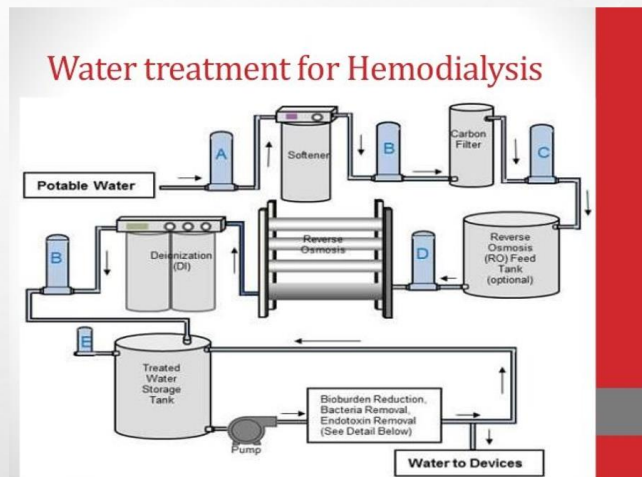 Water treatment for Hemodialysis
A
Softener
B
Carbon
Filter
C
Potable Water
B
Deionization
(DI)
Reverse
Osmosis
D
Reverse
Osmosis
(RO) Feed
Tank
(optional)
E
Treated
Water
Storage
Tank
Pump
Bioburden Reduction,
Bacteria Removal,
Endotoxin Removal
(See Detail Below)
Water to Devices